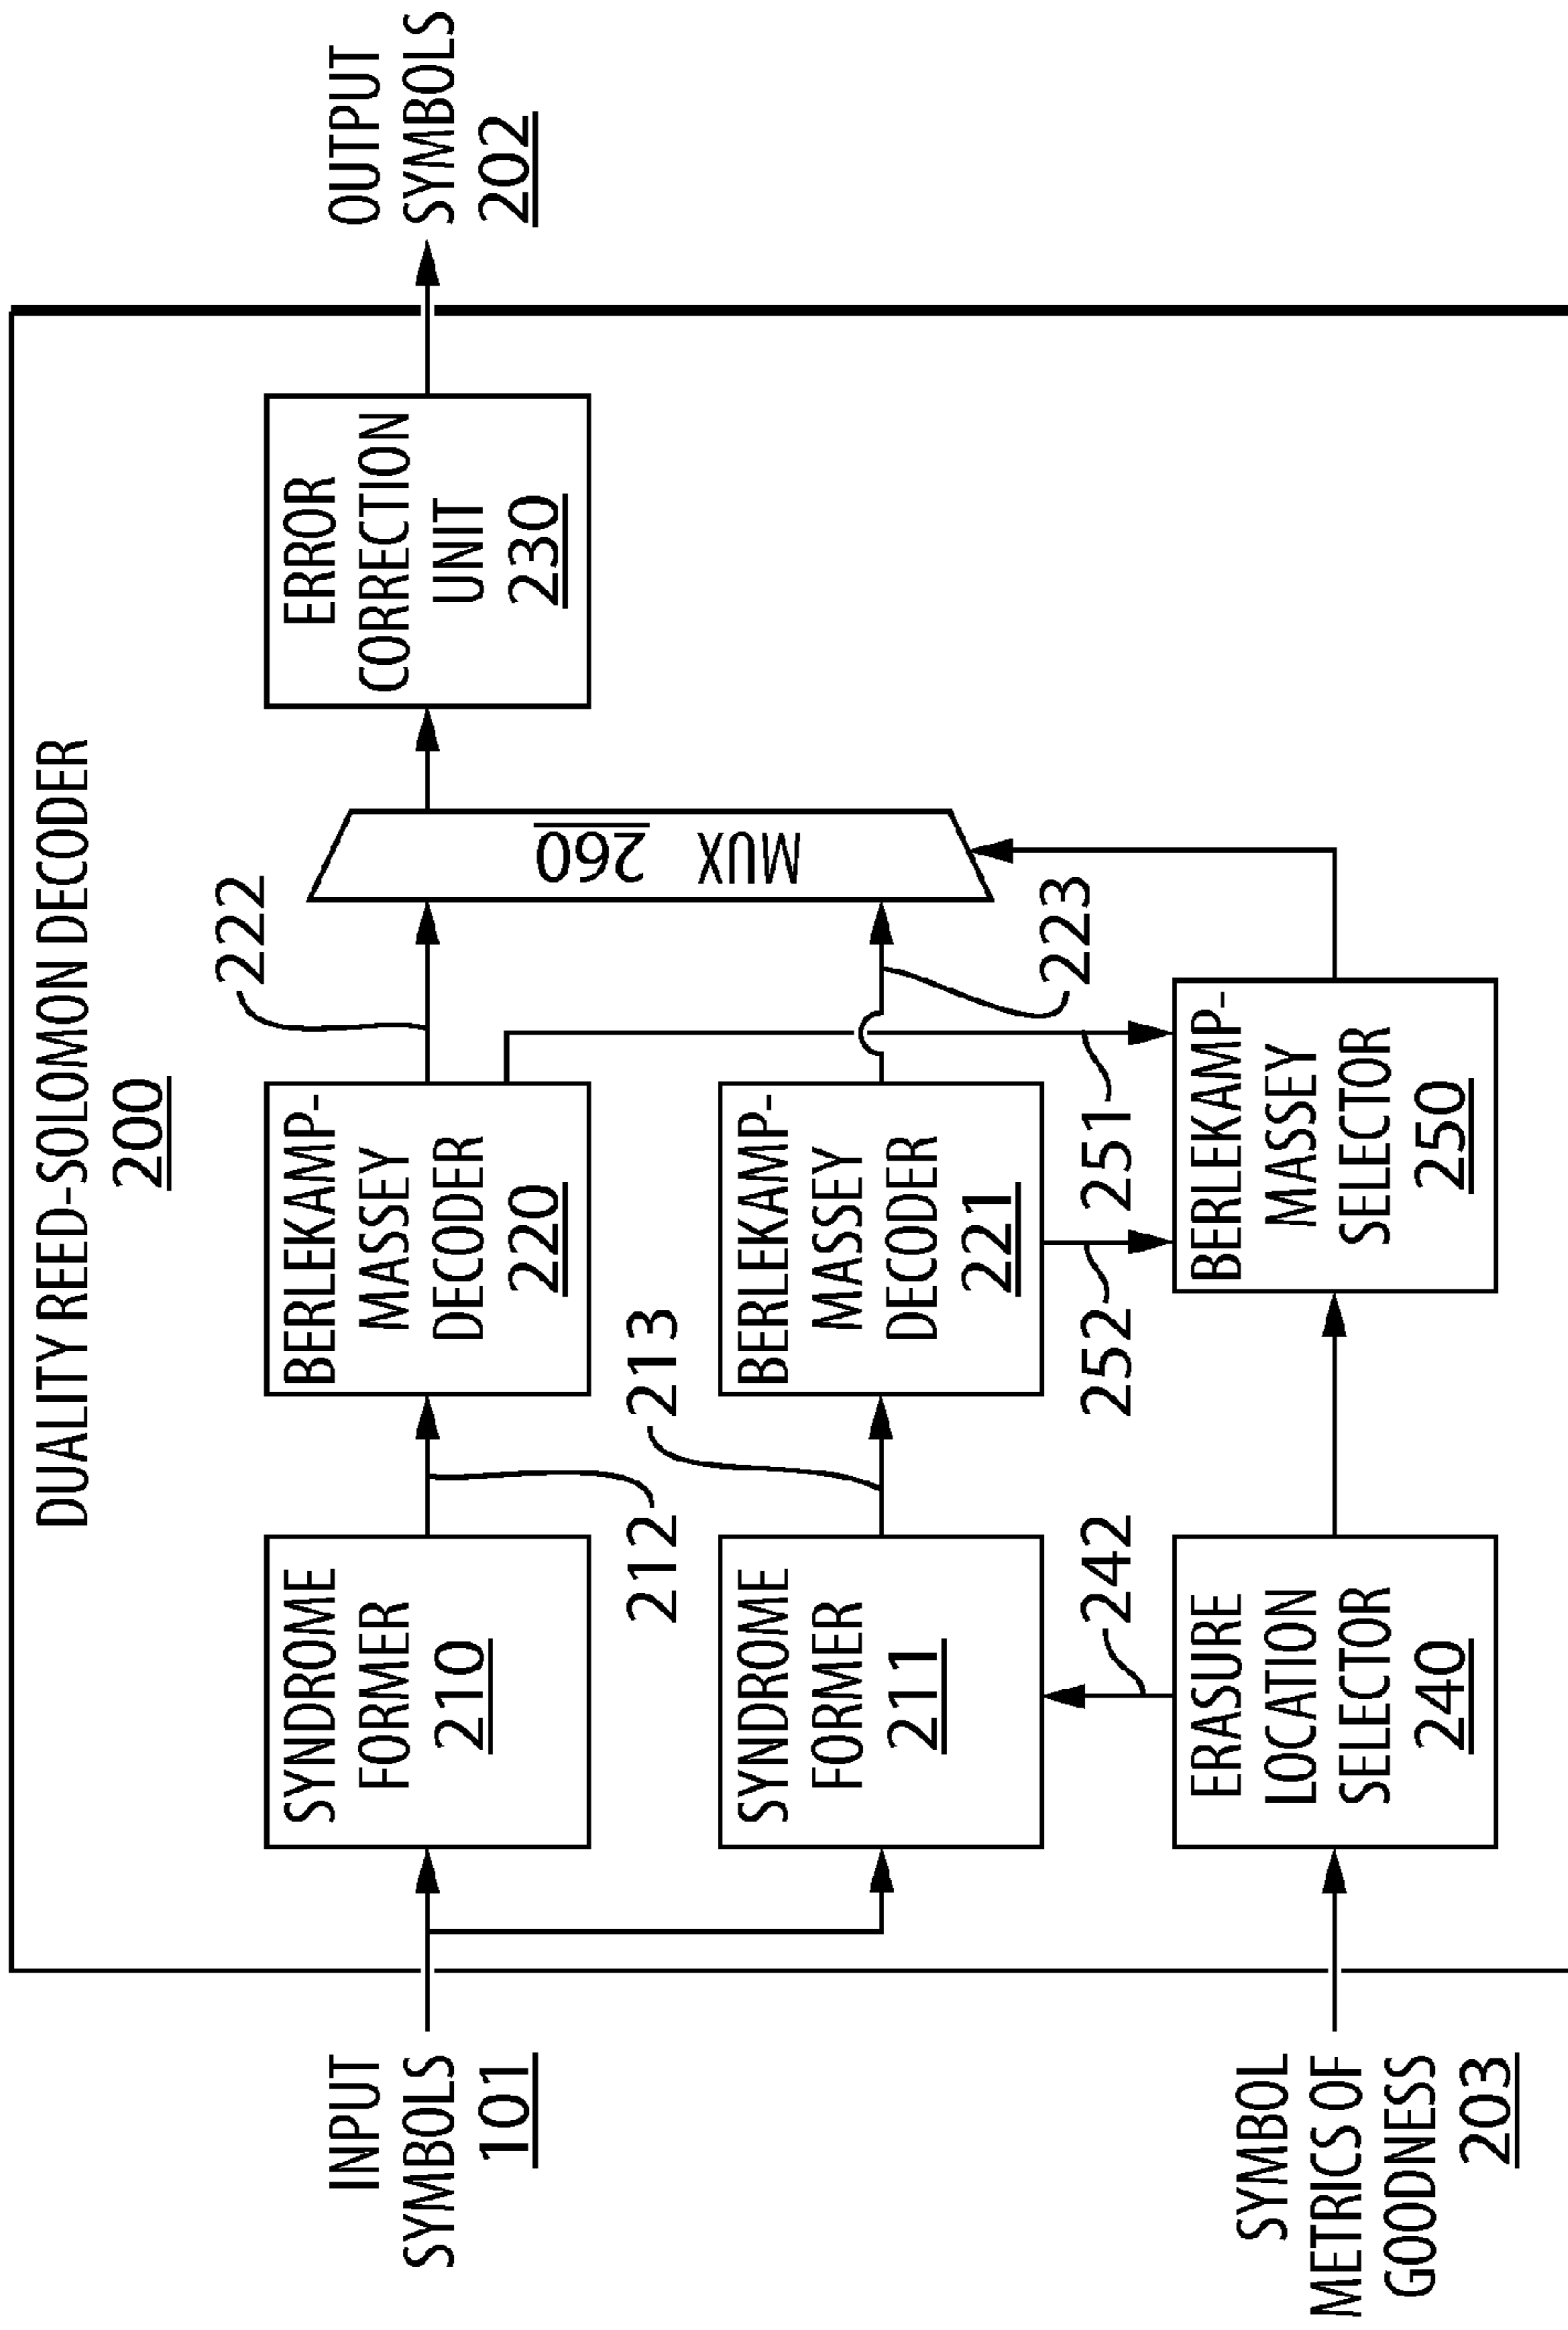 DUALITY REED-SOLOMON DECODER
200
INPUT
SYMBOLS
101
SYNDROME
FORMER
210
212
BERLEKAMP-
MASSEY
DECODER
220
222
MUX 260
ERROR
CORRECTION
UNIT
230
OUTPUT
SYMBOLS
202
SYNDROME
FORMER
211
213
BERLEKAMP-
MASSEY
DECODER
221
223
242
252
251
SYMBOL
METRICS OF
GOODNESS
203
ERASURE
LOCATION
SELECTOR
240
BERLEKAMP-
MASSEY
SELECTOR
250